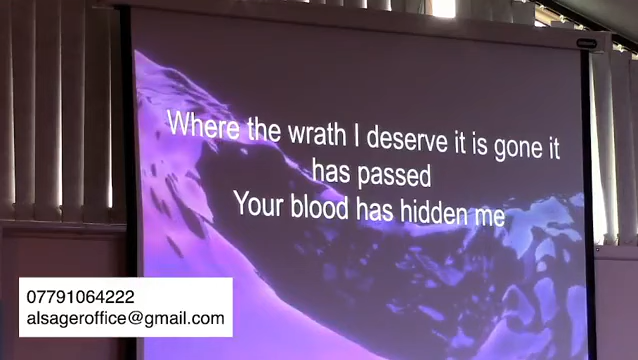 Where the wrath I deserve it is gone it
has passed
Your blood has hidden me
07791064222
alsageroffice@gmail.com